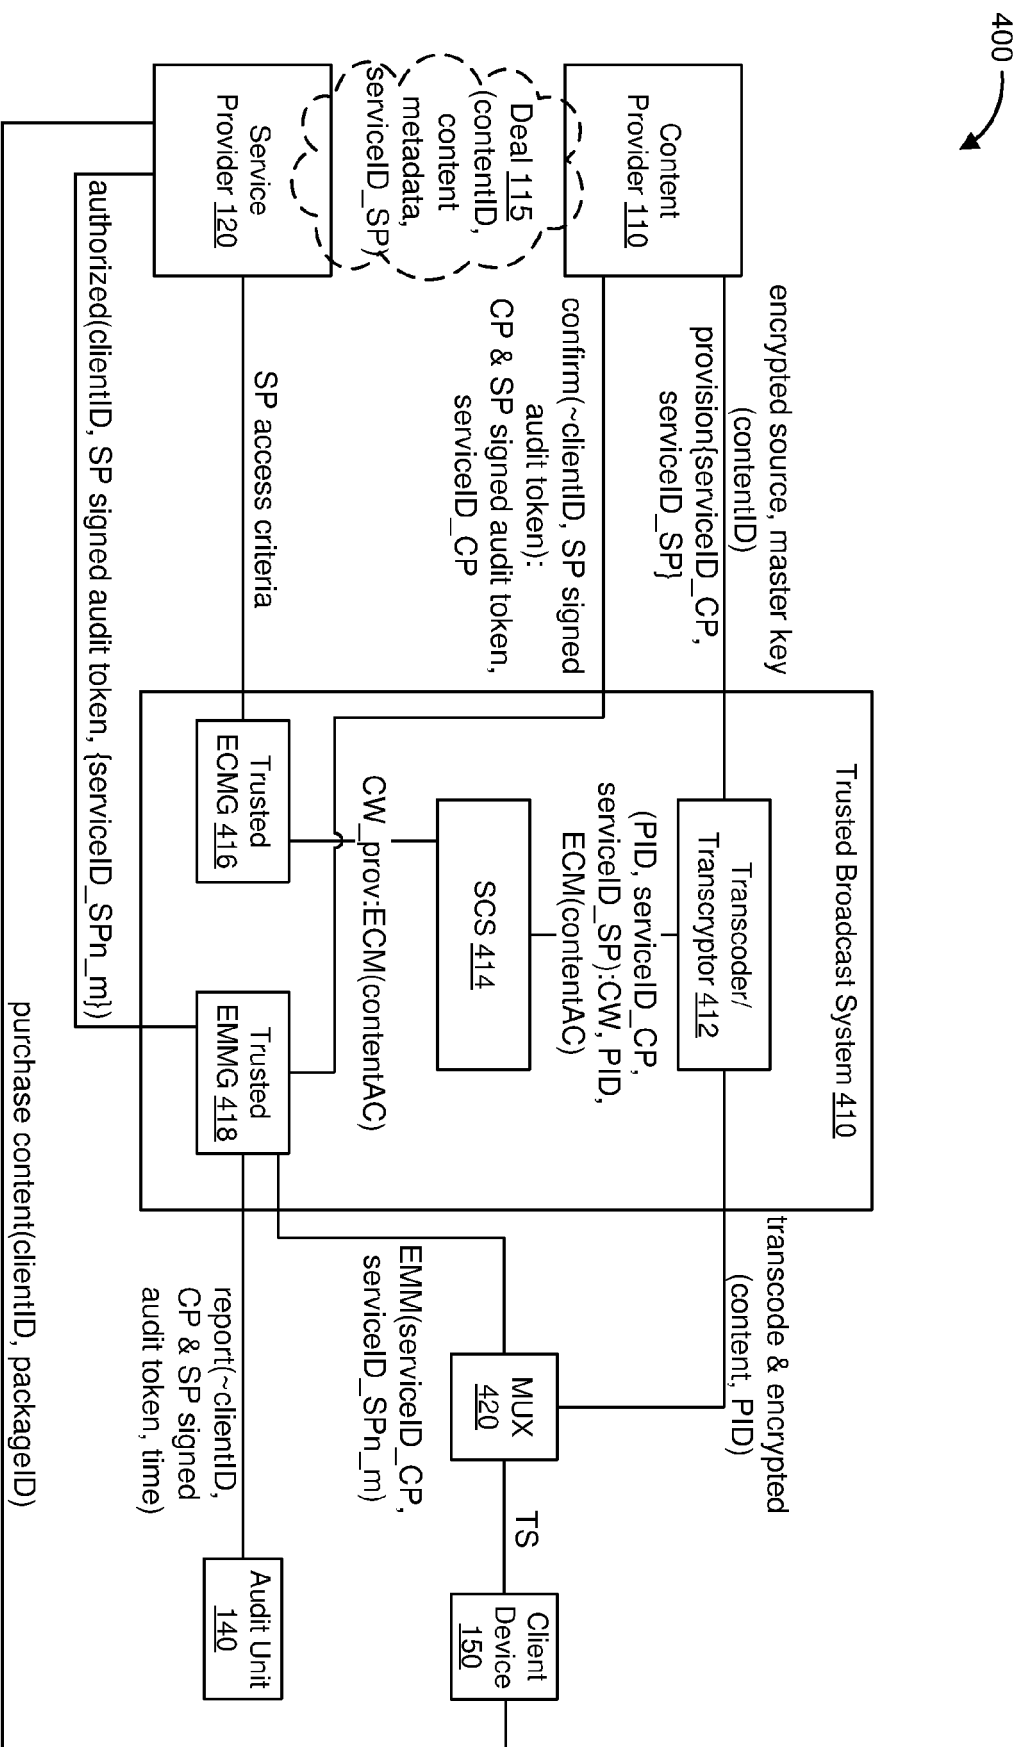 400
Content
Provider 110
Deal 115
(contentID,
content
metadata,
serviceID_SP)
Service
Provider 120
encrypted source, master key
(contentID)
provision{serviceID_CP,
serviceID_SP}
confirm(~clientID, SP signed
audit token):
CP & SP signed audit token,
serviceID_CP
SP access criteria
authorized(clientID, SP signed audit token, {serviceID_SPn_m})
Trusted Broadcast System 410
Transcoder/
Transcryptor 412
(PID, serviceID_CP,
serviceID_SP):CW, PID,
ECM(contentAC)
SCS 414
CW_prov:ECM(contentAC)
Trusted
ECMG 416
Trusted
EMMG 418
transcode & encrypted
(content, PID)
MUX
420
TS
Client
Device
150
EMM(serviceID_CP,
serviceID_SPn_m)
report(~clientID,
CP & SP signed
audit token, time)
Audit Unit
140
purchase content(clientID, packageID)